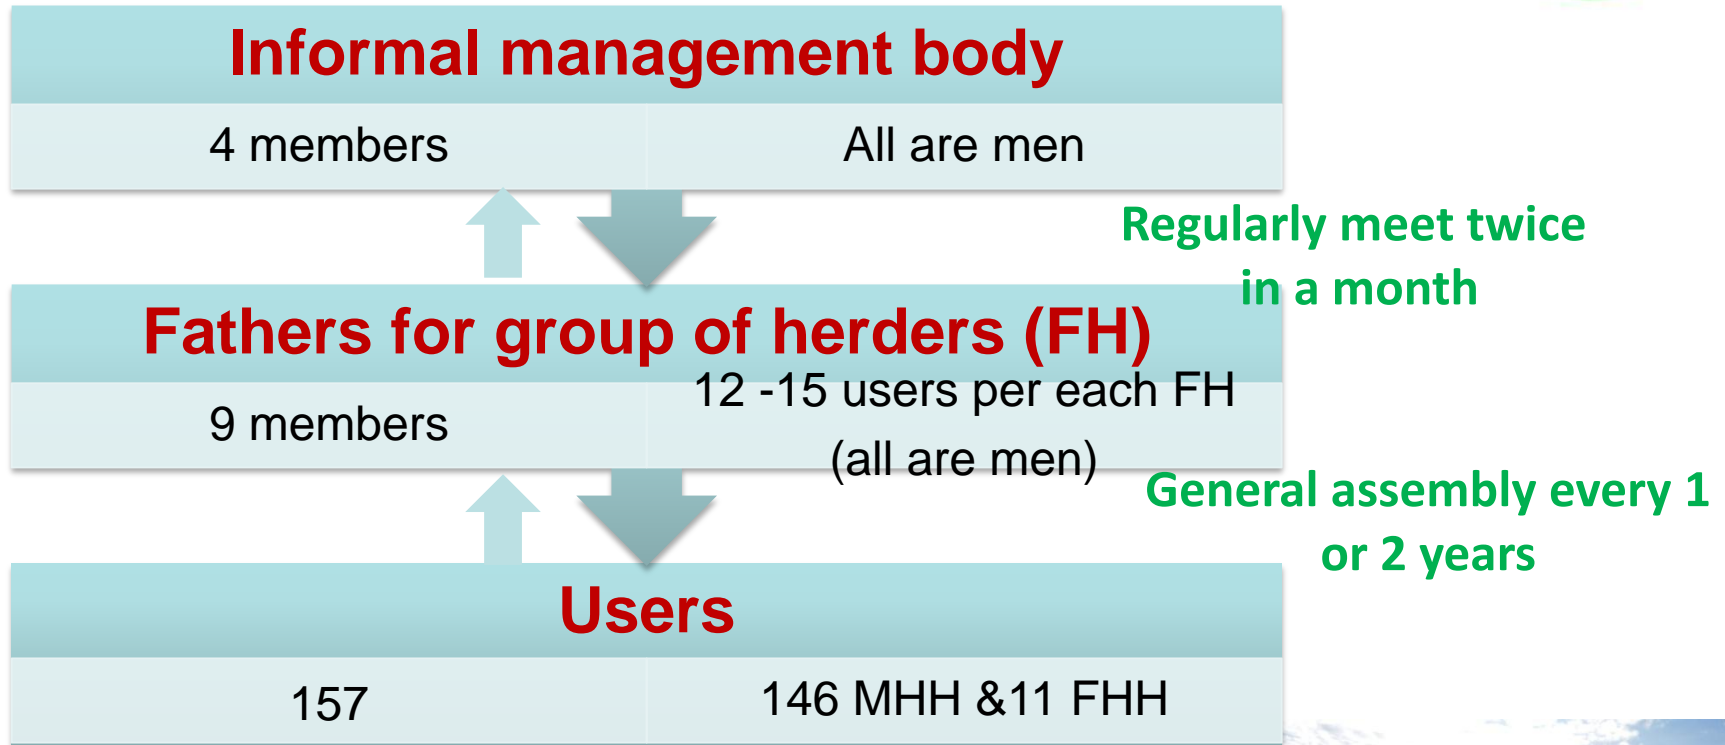 Informal management body
4 members
All are men
Regularly meet twice
in a month
Fathers for group of herders (FH)
9 members
12 -15 users per each FH
(all are men)
General assembly every 1
or 2 years
Users
157
146 MHH &11 FHH